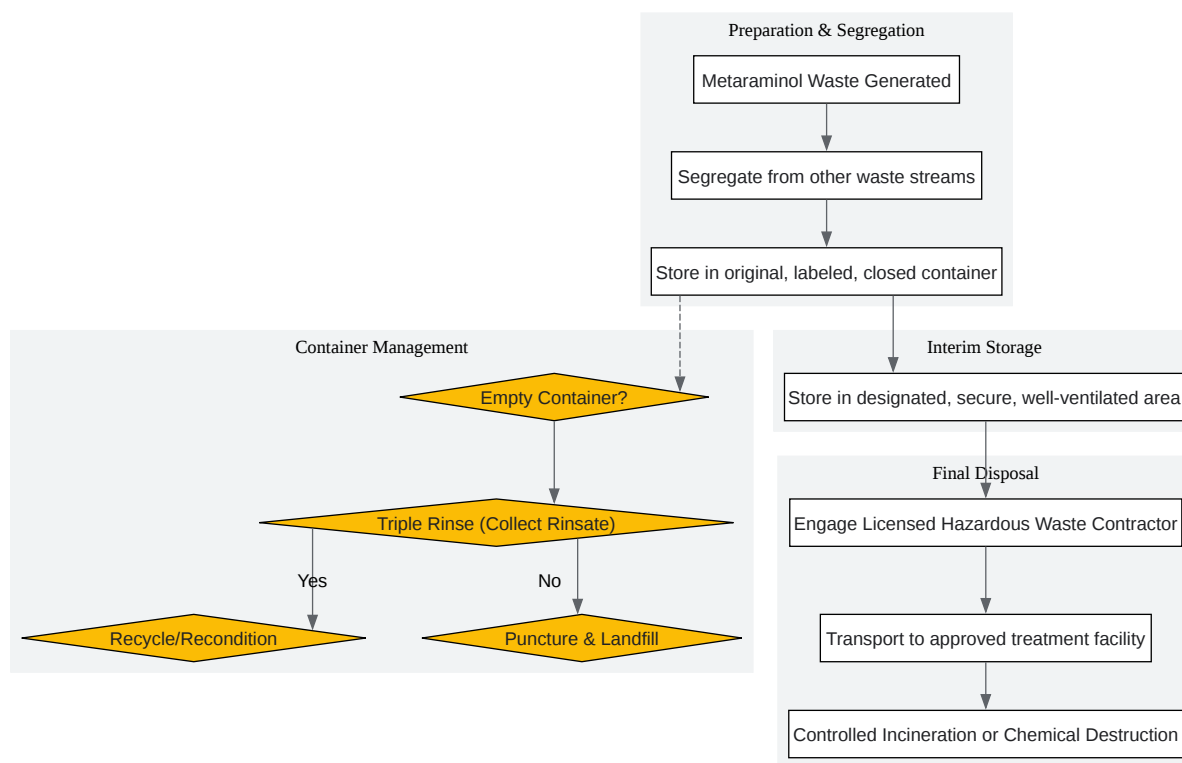 Preparation & Segregation
Metaraminol Waste Generated
Segregate from other waste streams
Store in original, labeled, closed container
Container Management
Empty Container?
Triple Rinse (Collect Rinsate)
Yes
No
Recycle/Recondition
Puncture & Landfill
Interim Storage
Store in designated, secure, well-ventilated area
Final Disposal
Engage Licensed Hazardous Waste Contractor
Transport to approved treatment facility
Controlled Incineration or Chemical Destruction